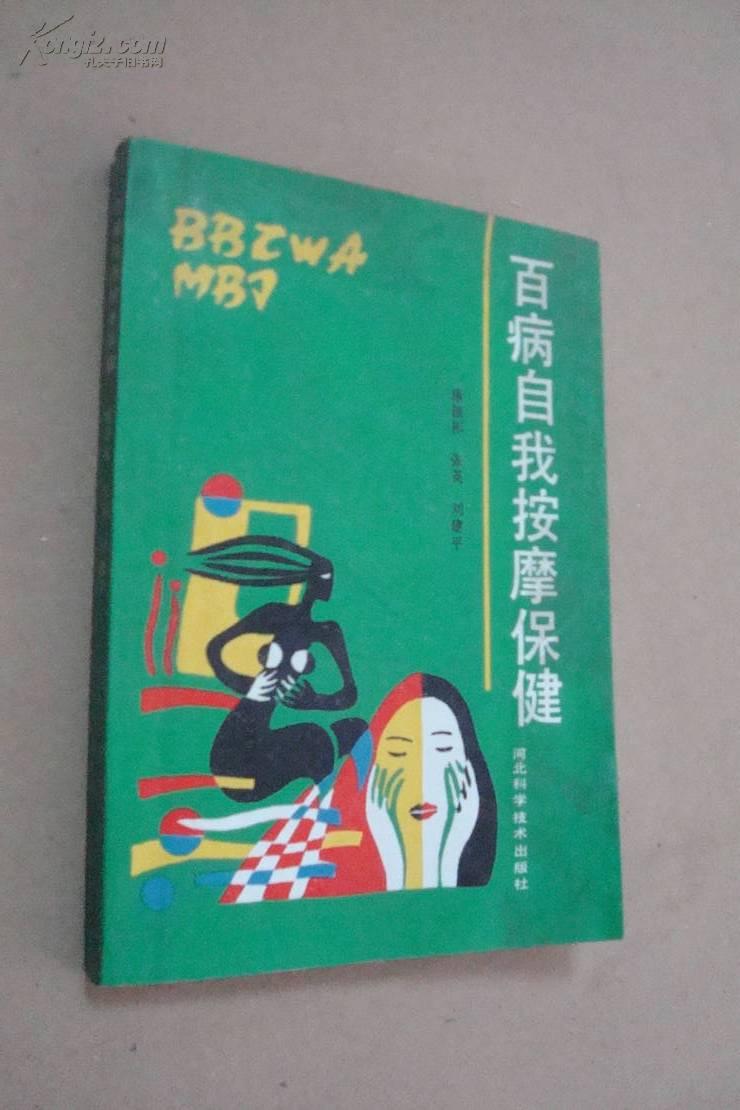 Kongfz.com
孔夫子旧书网
BBZWA
MBJ
百病自我按摩保健
张英 刘建平
河北科学技术出版社